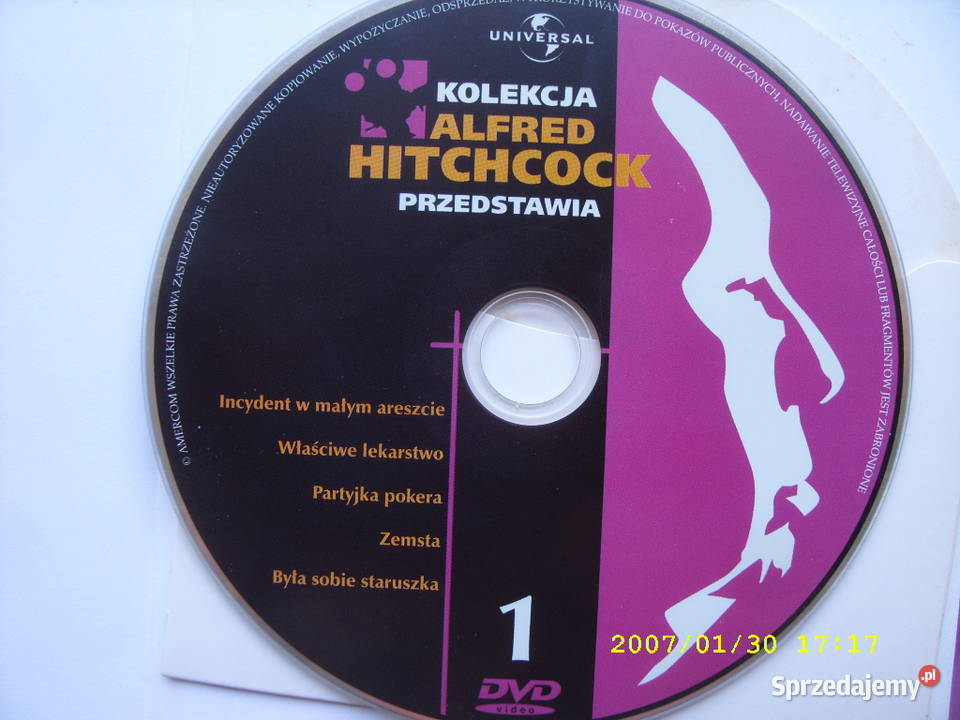 UNIVERSAL
KOLEKCJA
ALFRED
HITCHCOCK
PRZEDSTAWIA
© AMERCOM WSZELKIE PRAWA ZASTRZEŻONE. NIEAUTORYZOWANE KOPIOWANIE, WYPOŻYCZANIE, ODSPRZEDAŻ, WYKORZYSTYWANIE DO POKAZÓW PUBLICZNYCH, NADAWANIE TELEWIZYJNE CAŁOŚCI LUB FRAGMENTÓW JEST ZABRONIONE
Incydent w małym areszcie
Właściwe lekarstwo
Partyjka pokera
Zemsta
Była sobie staruszka
1
DVD
video
2007/01/30 17:17
Sprzedajemy.pl